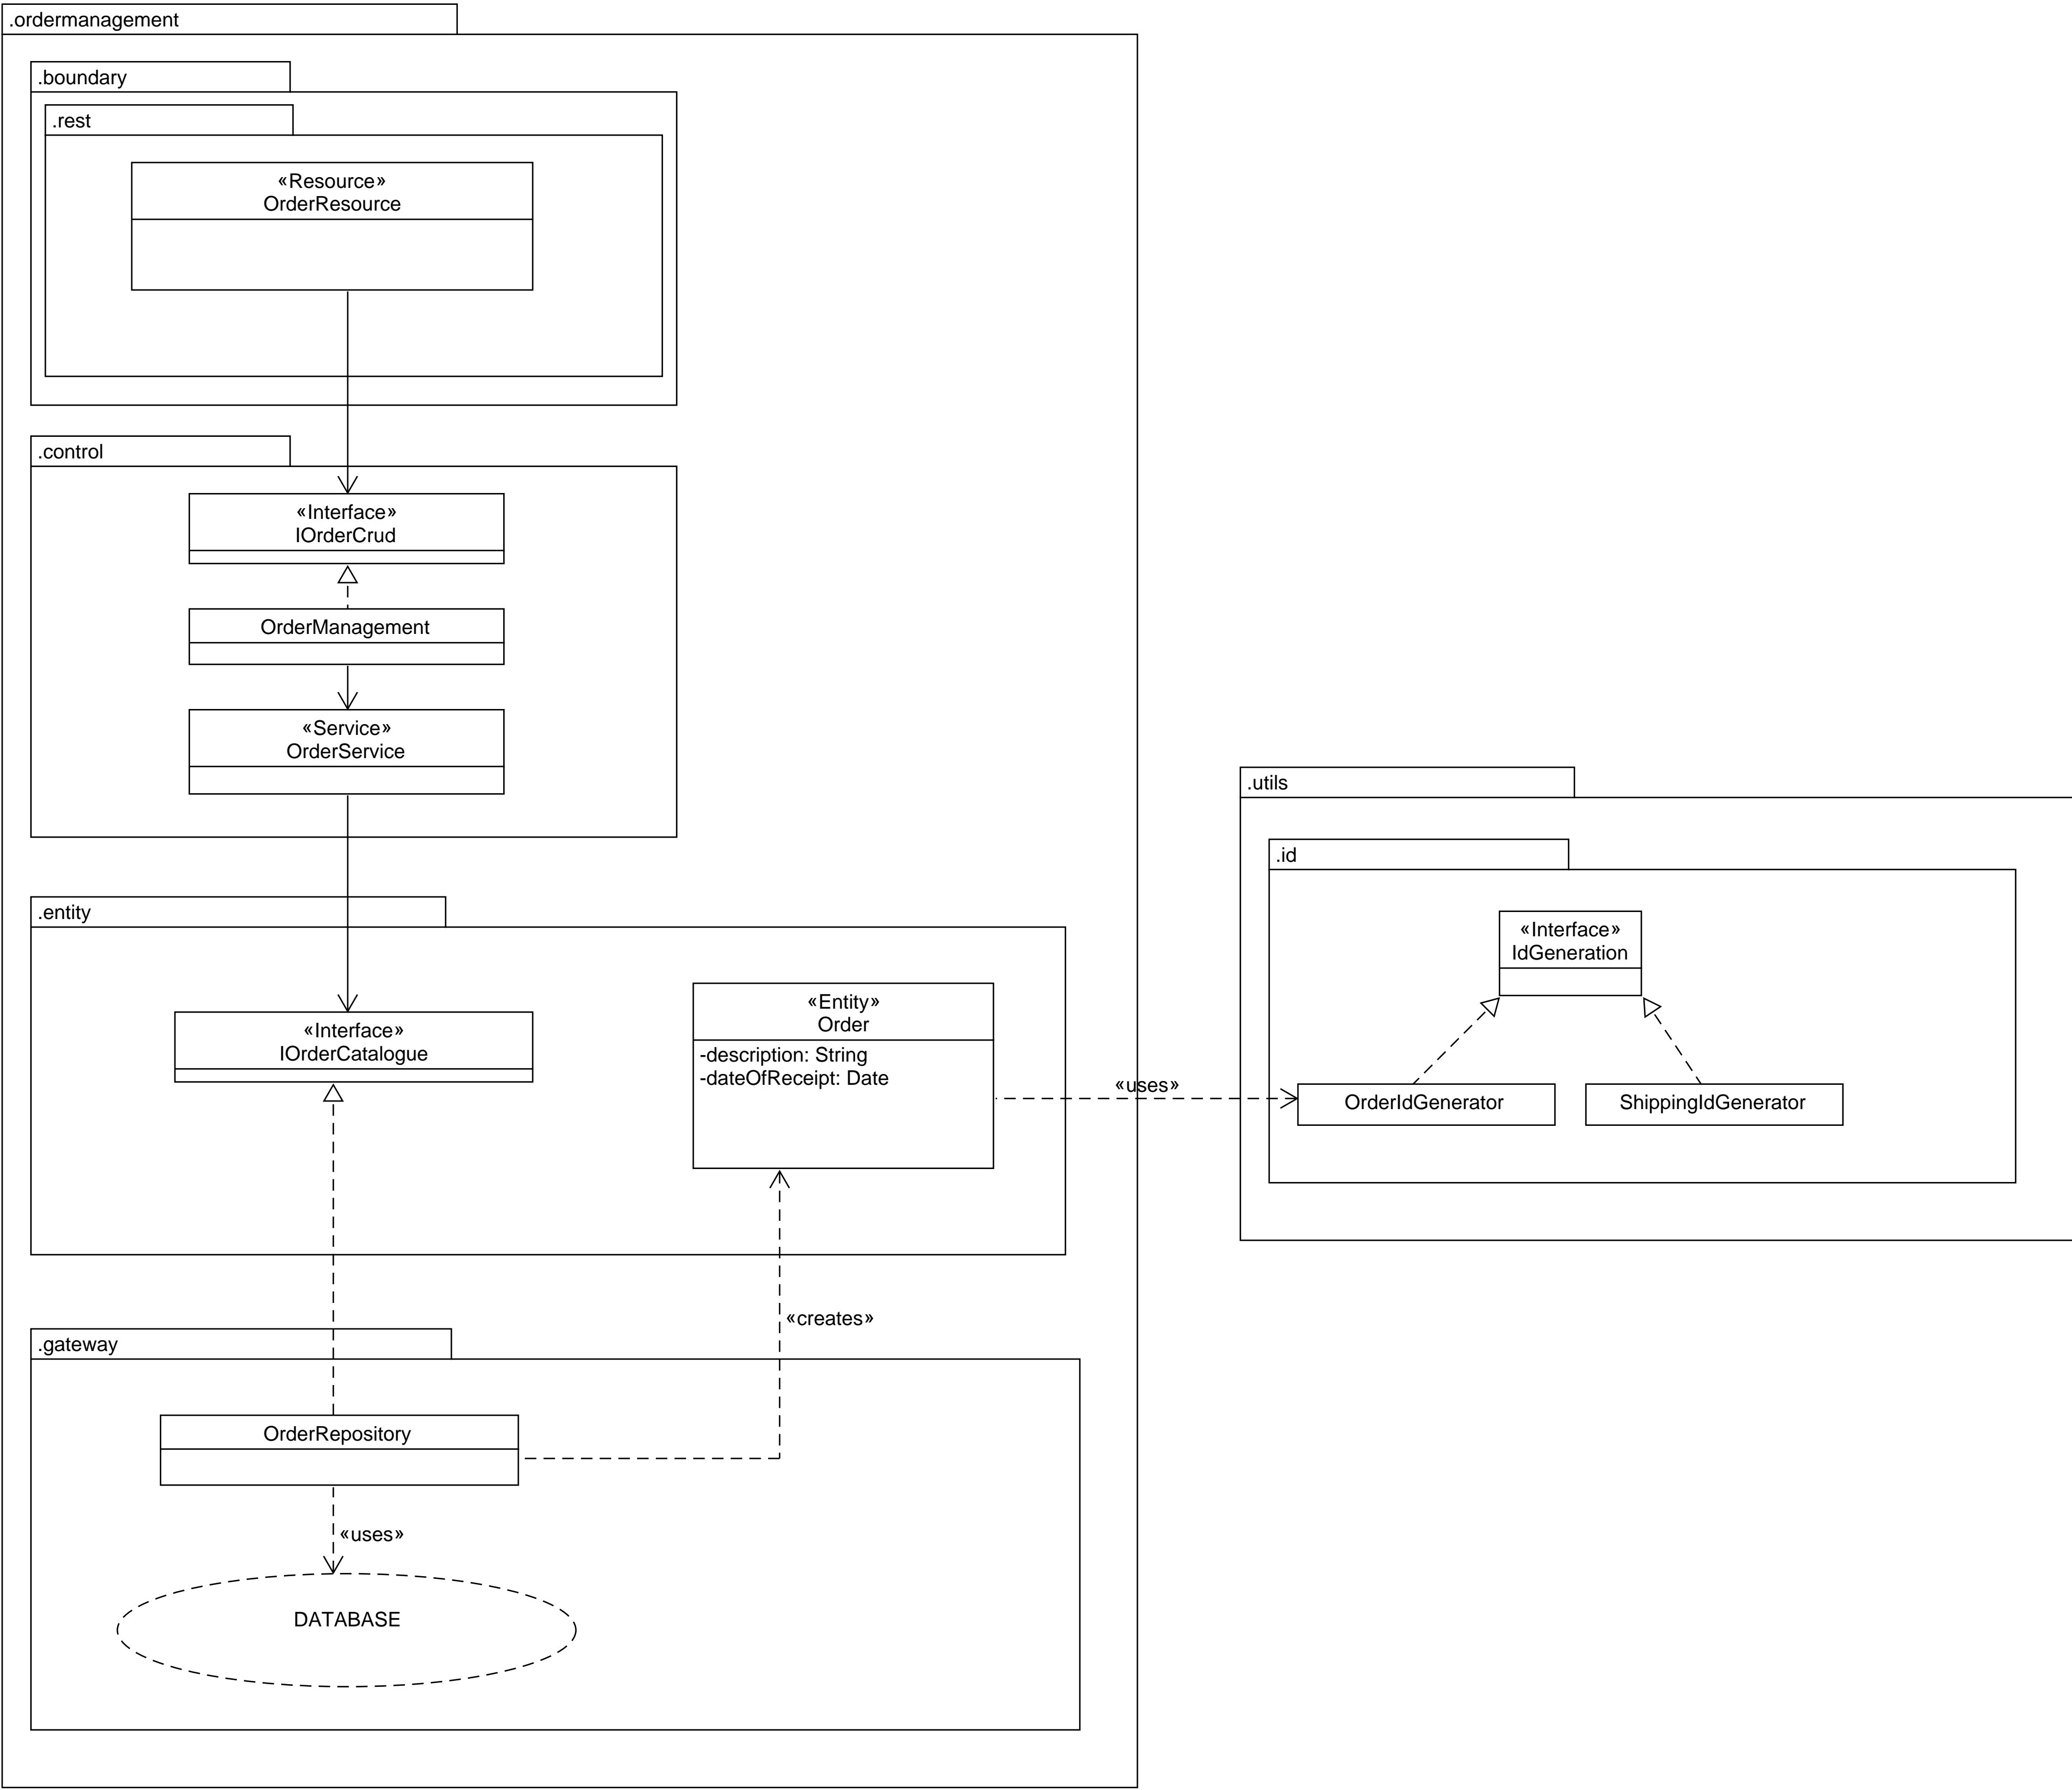 .ordermanagement
.boundary
.rest
«Resource»
OrderResource
.control
«Interface»
IOrderCrud
OrderManagement
«Service»
OrderService
.entity
«Interface»
IOrderCatalogue
«Entity»
Order
-description: String
-dateOfReceipt: Date
«uses»
.utils
.id
«Interface»
IdGeneration
OrderIdGenerator
ShippingIdGenerator
«creates»
.gateway
OrderRepository
«uses»
DATABASE